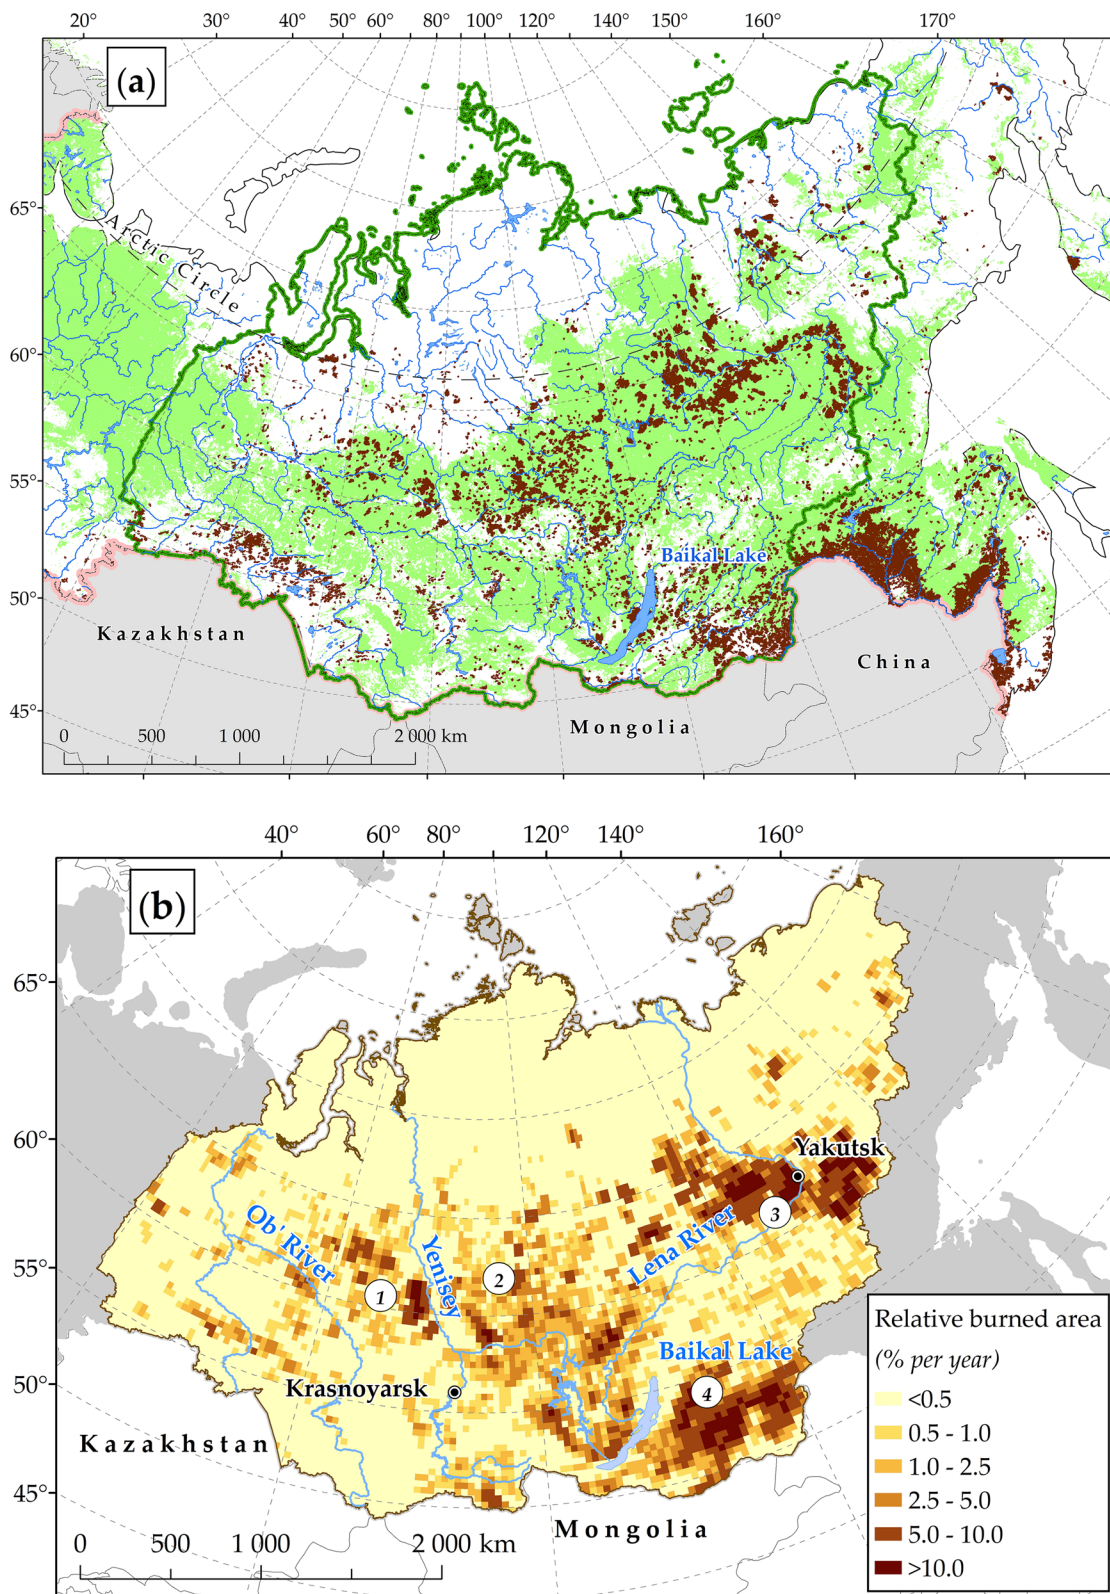 20° 30° 40° 50° 60° 80° 100° 120° 140° 150° 160° 170°
(a)
65°
Arctic Circle
60°
55°
Baikal Lake
50°
Kazakhstan
China
45°
Mongolia
0 500 1 000 2 000 km
40° 60° 80° 120° 140° 160°
(b)
65°
60°
Yakutsk
Ob' River
Yenisey
Lena River
3
55°
2
1
Relative burned area
(% per year)
Baikal Lake
50°
Krasnoyarsk
4
<0.5
0.5 - 1.0
Kazakhstan
1.0 - 2.5
45°
2.5 - 5.0
Mongolia
5.0 - 10.0
0 500 1 000 2 000 km
>10.0